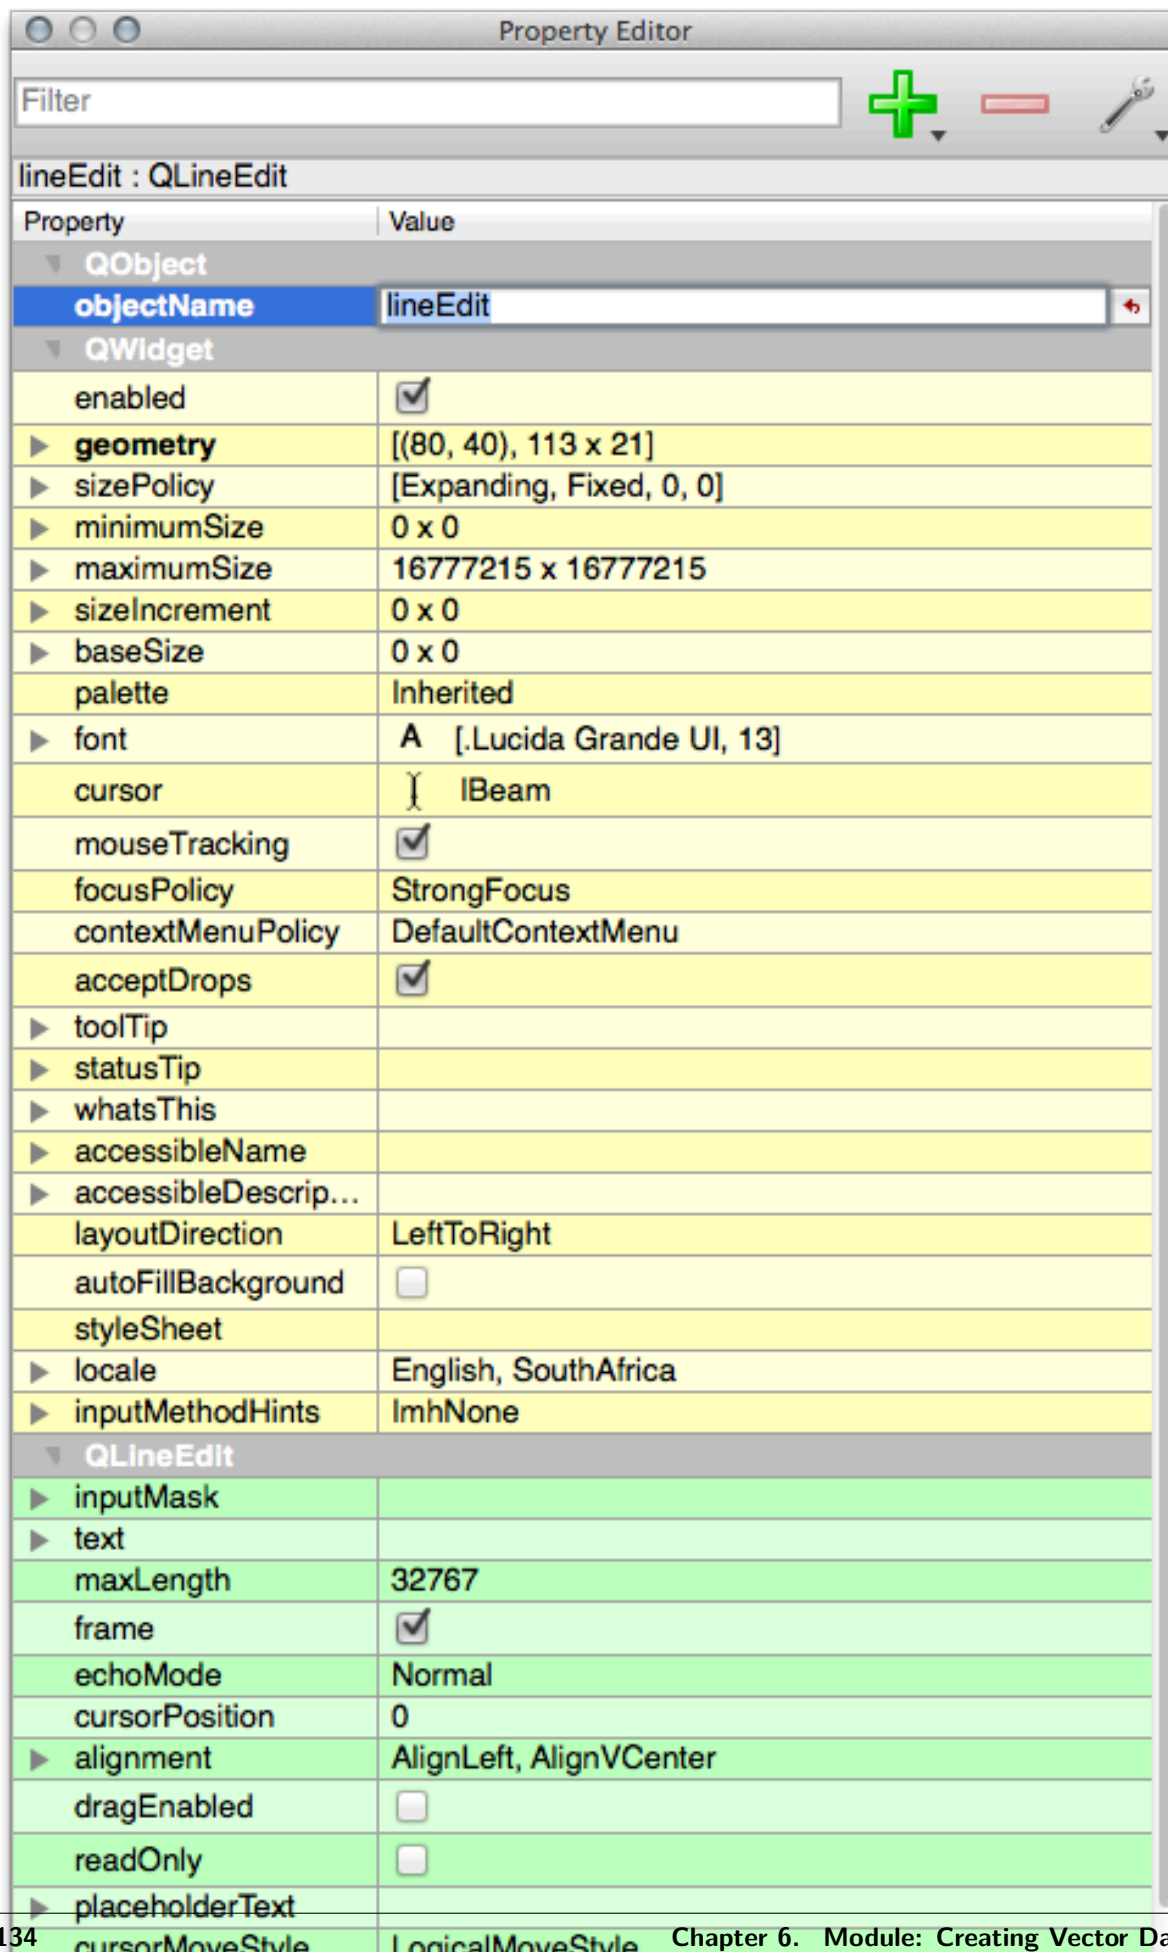 Property Editor
Filter
lineEdit : QLineEdit
Property Value
QObject
objectName lineEdit
QWidget
enabled
geometry [(80, 40), 113 x 21]
sizePolicy [Expanding, Fixed, 0, 0]
minimumSize 0 x 0
maximumSize 16777215 x 16777215
sizeIncrement 0 x 0
baseSize 0 x 0
palette Inherited
font A [.Lucida Grande UI, 13]
cursor IBeam
mouseTracking
focusPolicy StrongFocus
contextMenuPolicy DefaultContextMenu
acceptDrops
toolTip
statusTip
whatsThis
accessibleName
accessibleDescrip...
layoutDirection LeftToRight
autoFillBackground
styleSheet
locale English, SouthAfrica
inputMethodHints ImhNone
QLineEdit
inputMask
text
maxLength 32767
frame
echoMode Normal
cursorPosition 0
alignment AlignLeft, AlignVCenter
dragEnabled
readOnly
placeholderText
134 Chapter 6. Module: Creating Vector Da
cursorMoveStyle LogicalMoveStyle